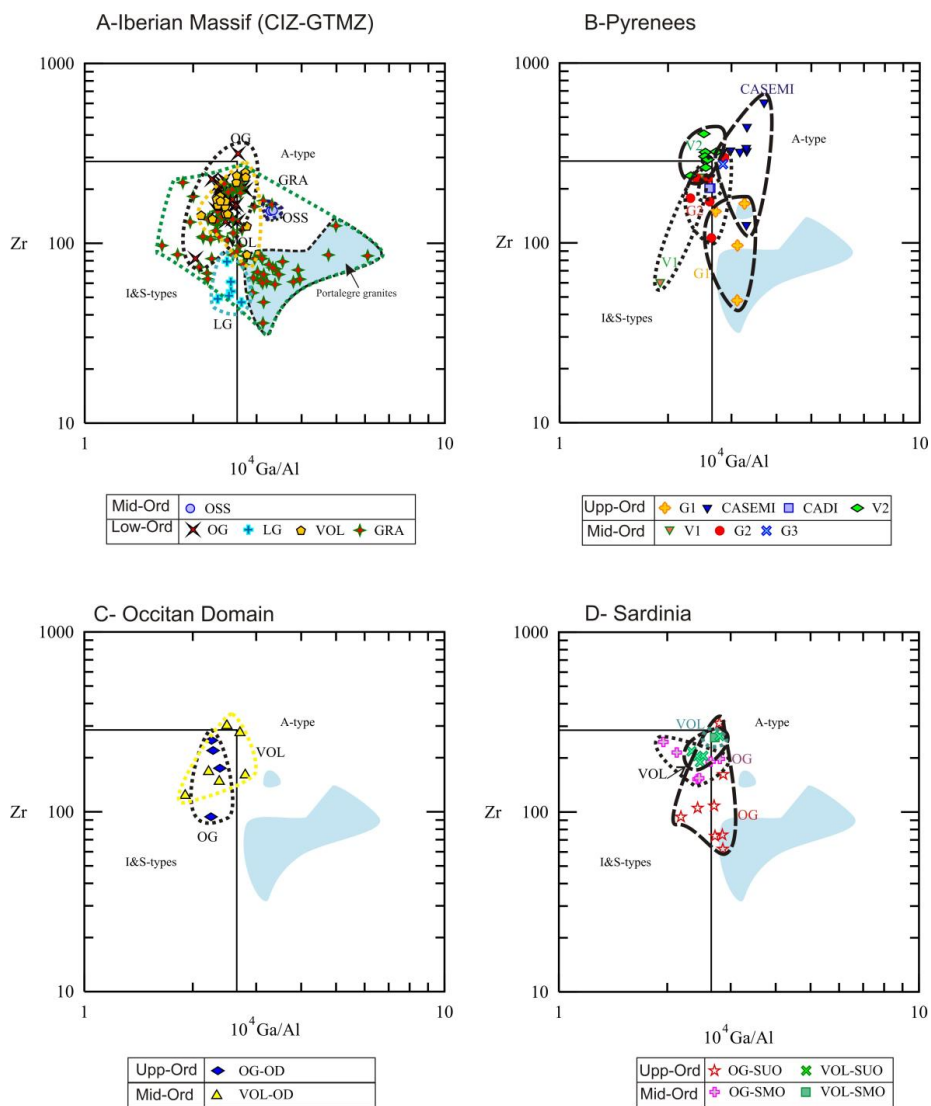 A-Iberian Massif (CIZ-GTMZ)
1000
OG
A-type
GRA
OSS
Zr
100
VOL
I&S-types
Portalegre granites
LG
10
1
10⁴Ga/Al
10
Mid-Ord OSS
Low-Ord OG LG VOL GRA
B-Pyrenees
1000
CASEMI
V2
A-type
G2
Zr
100
V1
G1
I&S-types
10
1
10⁴Ga/Al
10
Upp-Ord G1 CASEMI CADI V2
Mid-Ord V1 G2 G3
C- Occitan Domain
1000
A-type
VOL
Zr
100
OG
I&S-types
10
1
10⁴Ga/Al
10
Upp-Ord OG-OD
Mid-Ord VOL-OD
D- Sardinia
1000
VOL
A-type
OG
VOL
Zr
100
OG
I&S-types
10
1
10⁴Ga/Al
10
Upp-Ord OG-SUO VOL-SUO
Mid-Ord OG-SMO VOL-SMO